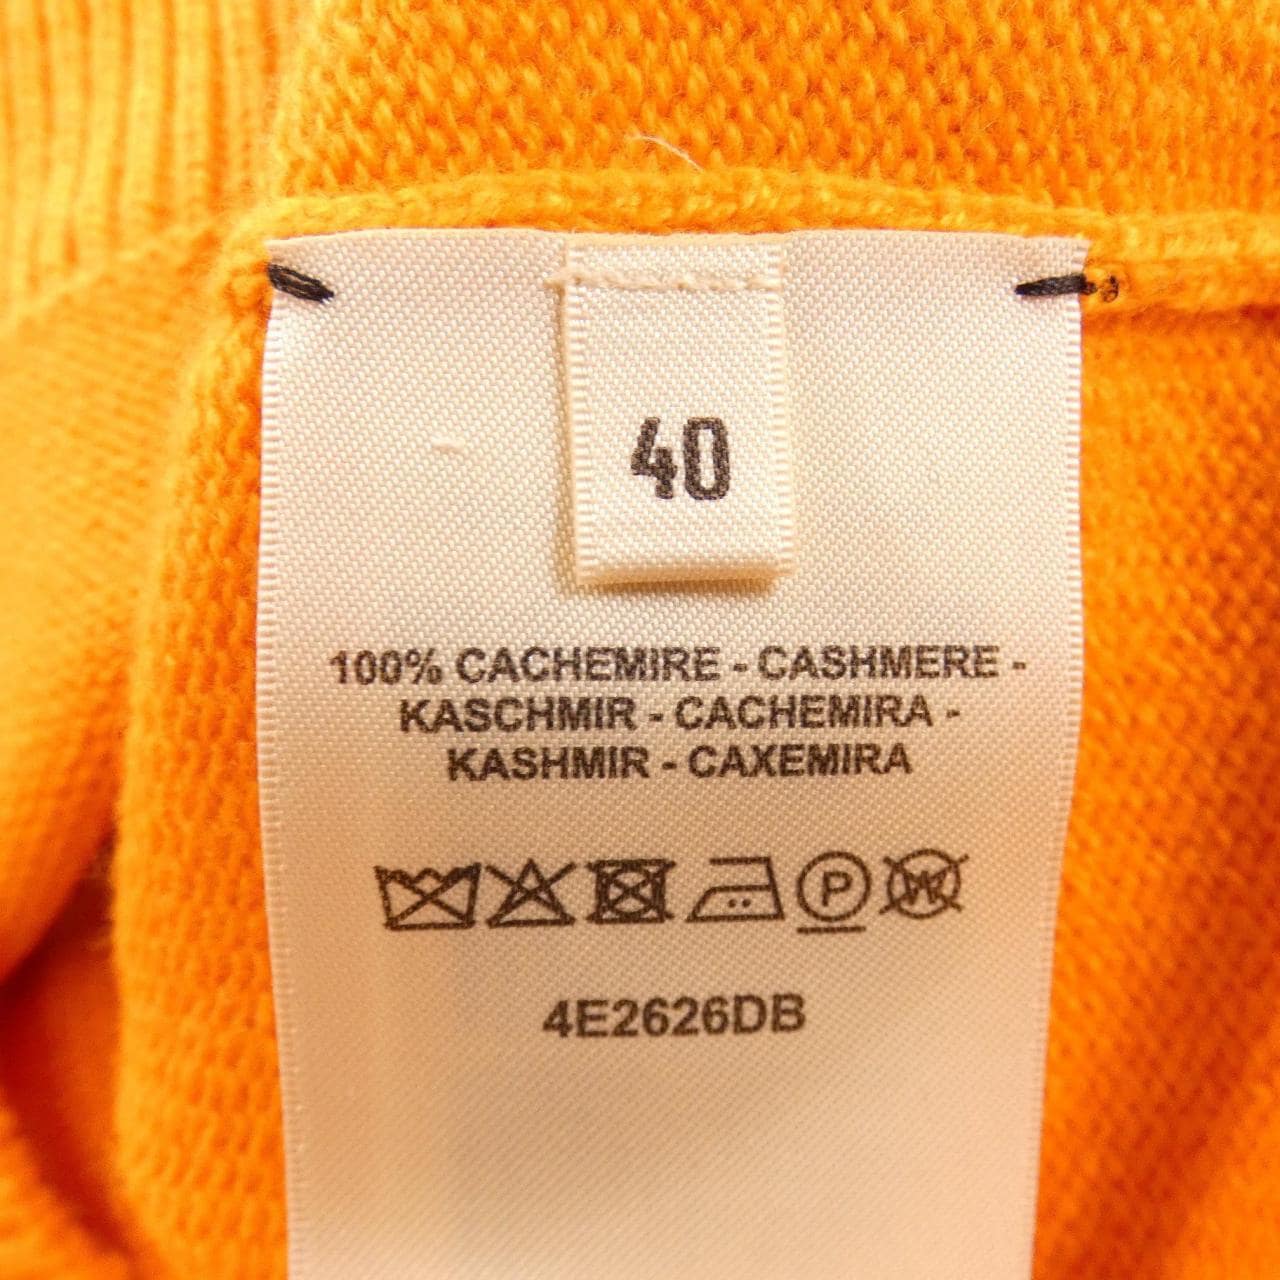 40
100% CACHEMIRE - CASHMERE -
KASCHMIR - CACHEMIRA -
KASHMIR - CAXEMIRA
P W
4E2626DB